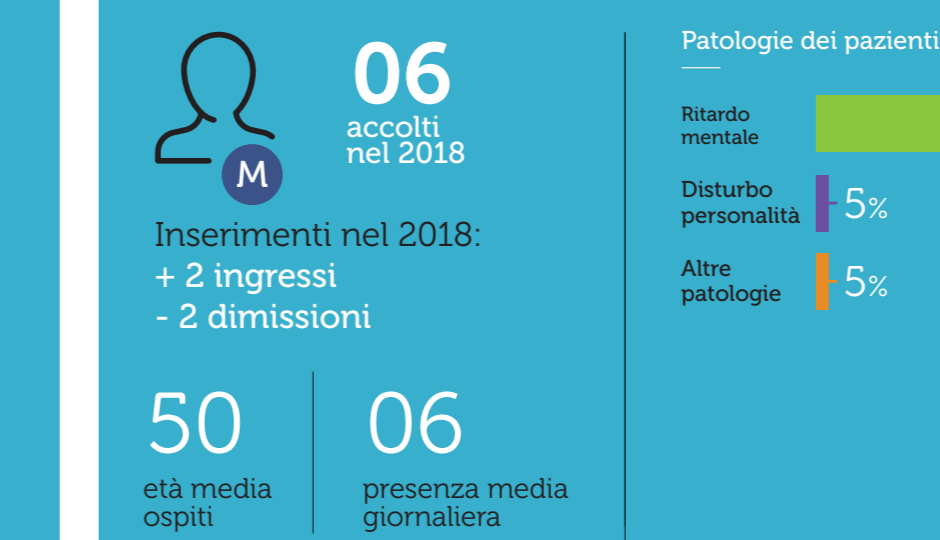 06
accolti
nel 2018
M
Inserimenti nel 2018:
+ 2 ingressi
- 2 dimissioni
50
età media
ospiti
06
presenza media
giornaliera
Patologie dei pazienti
Ritardo
mentale
Disturbo
personalità
5%
Altre
patologie
5%